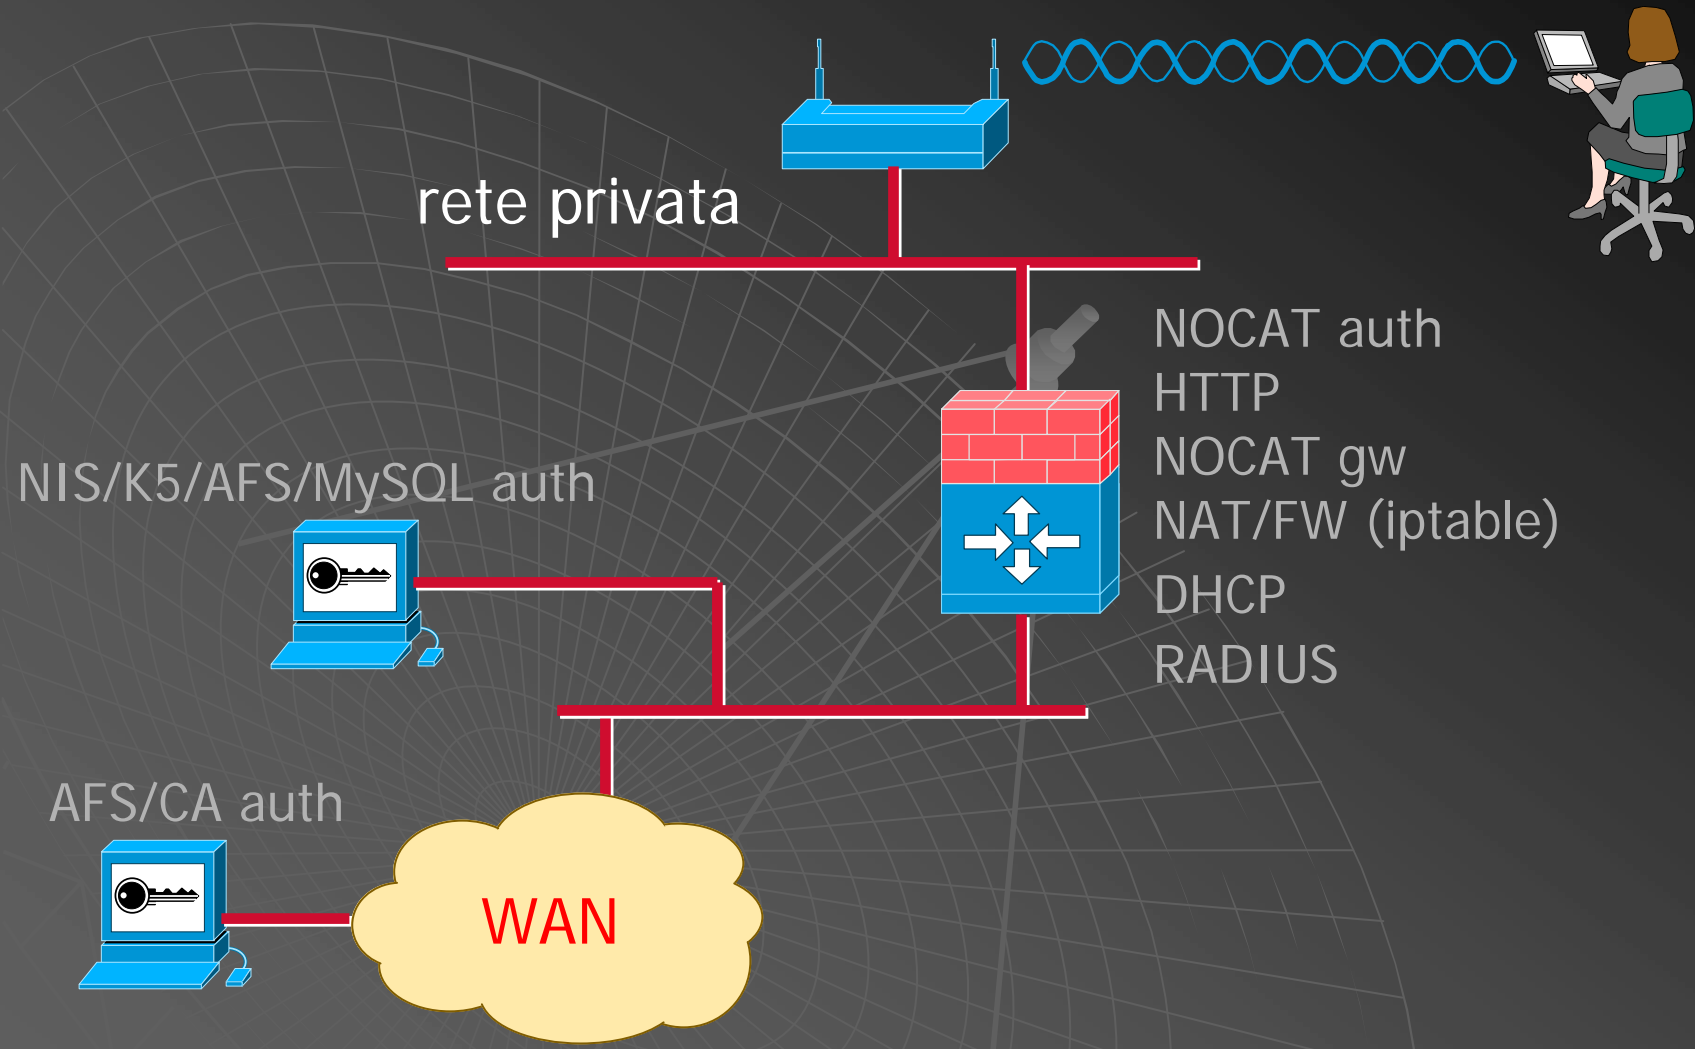 rete privata
NOCAT auth
HTTP
NOCAT gw
NAT/FW (iptable)
DHCP
RADIUS
NIS/K5/AFS/MySQL auth
AFS/CA auth
WAN